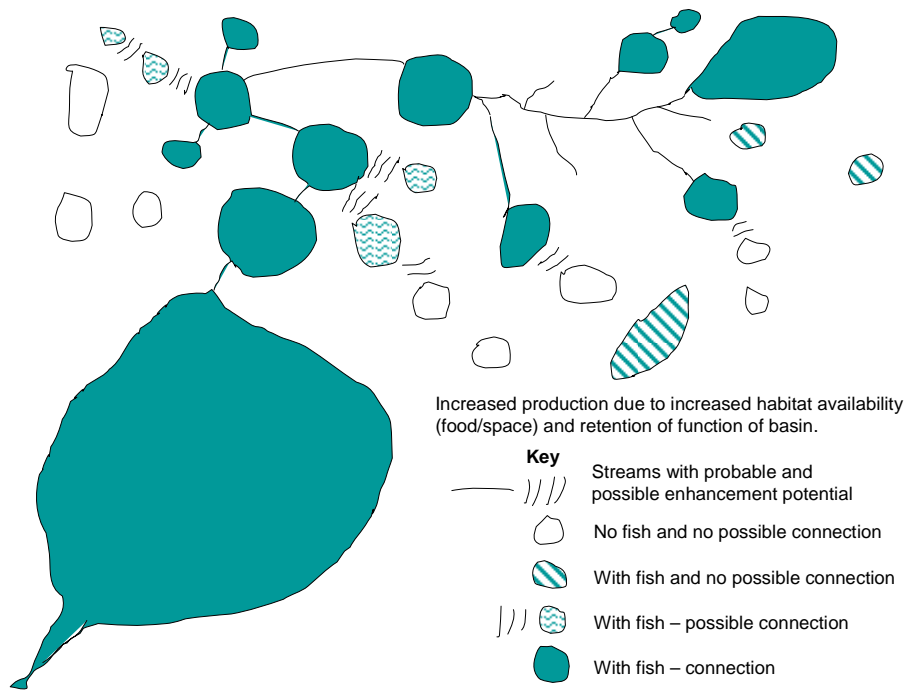 Increased production due to increased habitat availability
(food/space) and retention of function of basin.
Key
Streams with probable and
possible enhancement potential
No fish and no possible connection
With fish and no possible connection
With fish – possible connection
With fish – connection